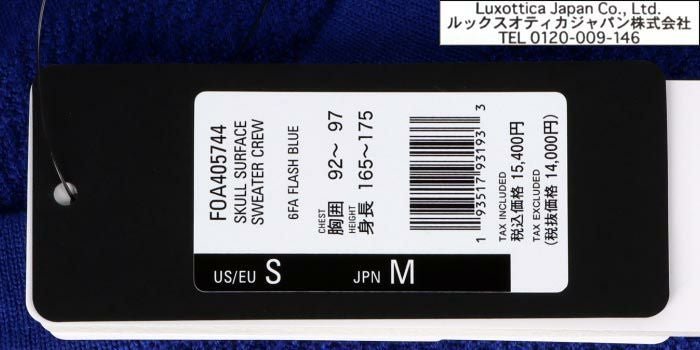 Luxottica Japan Co., Ltd.
ルックスオティカジャパン株式会社
TEL 0120-009-146
FOA405744
SKULL SURFACE
SWEATER CREW
6FA FLASH BLUE
CHEST
胸囲 92～ 97
HEIGHT
身長 165～175
1 93517 93193 3
TAX INCLUDED
税込価格 15,400円
TAX EXCLUDED
(税抜価格 14,000円)
US/EU S JPN M